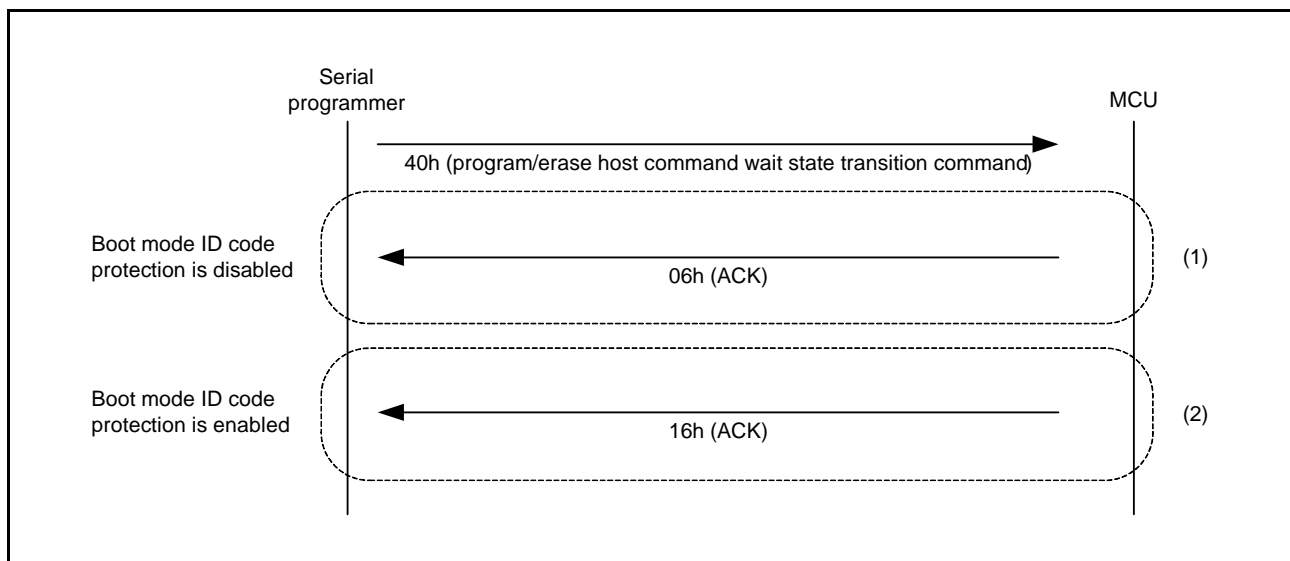 Serial
programmer
MCU
40h (program/erase host command wait state transition command)
Boot mode ID code
protection is disabled
06h (ACK)
(1)
Boot mode ID code
protection is enabled
16h (ACK)
(2)